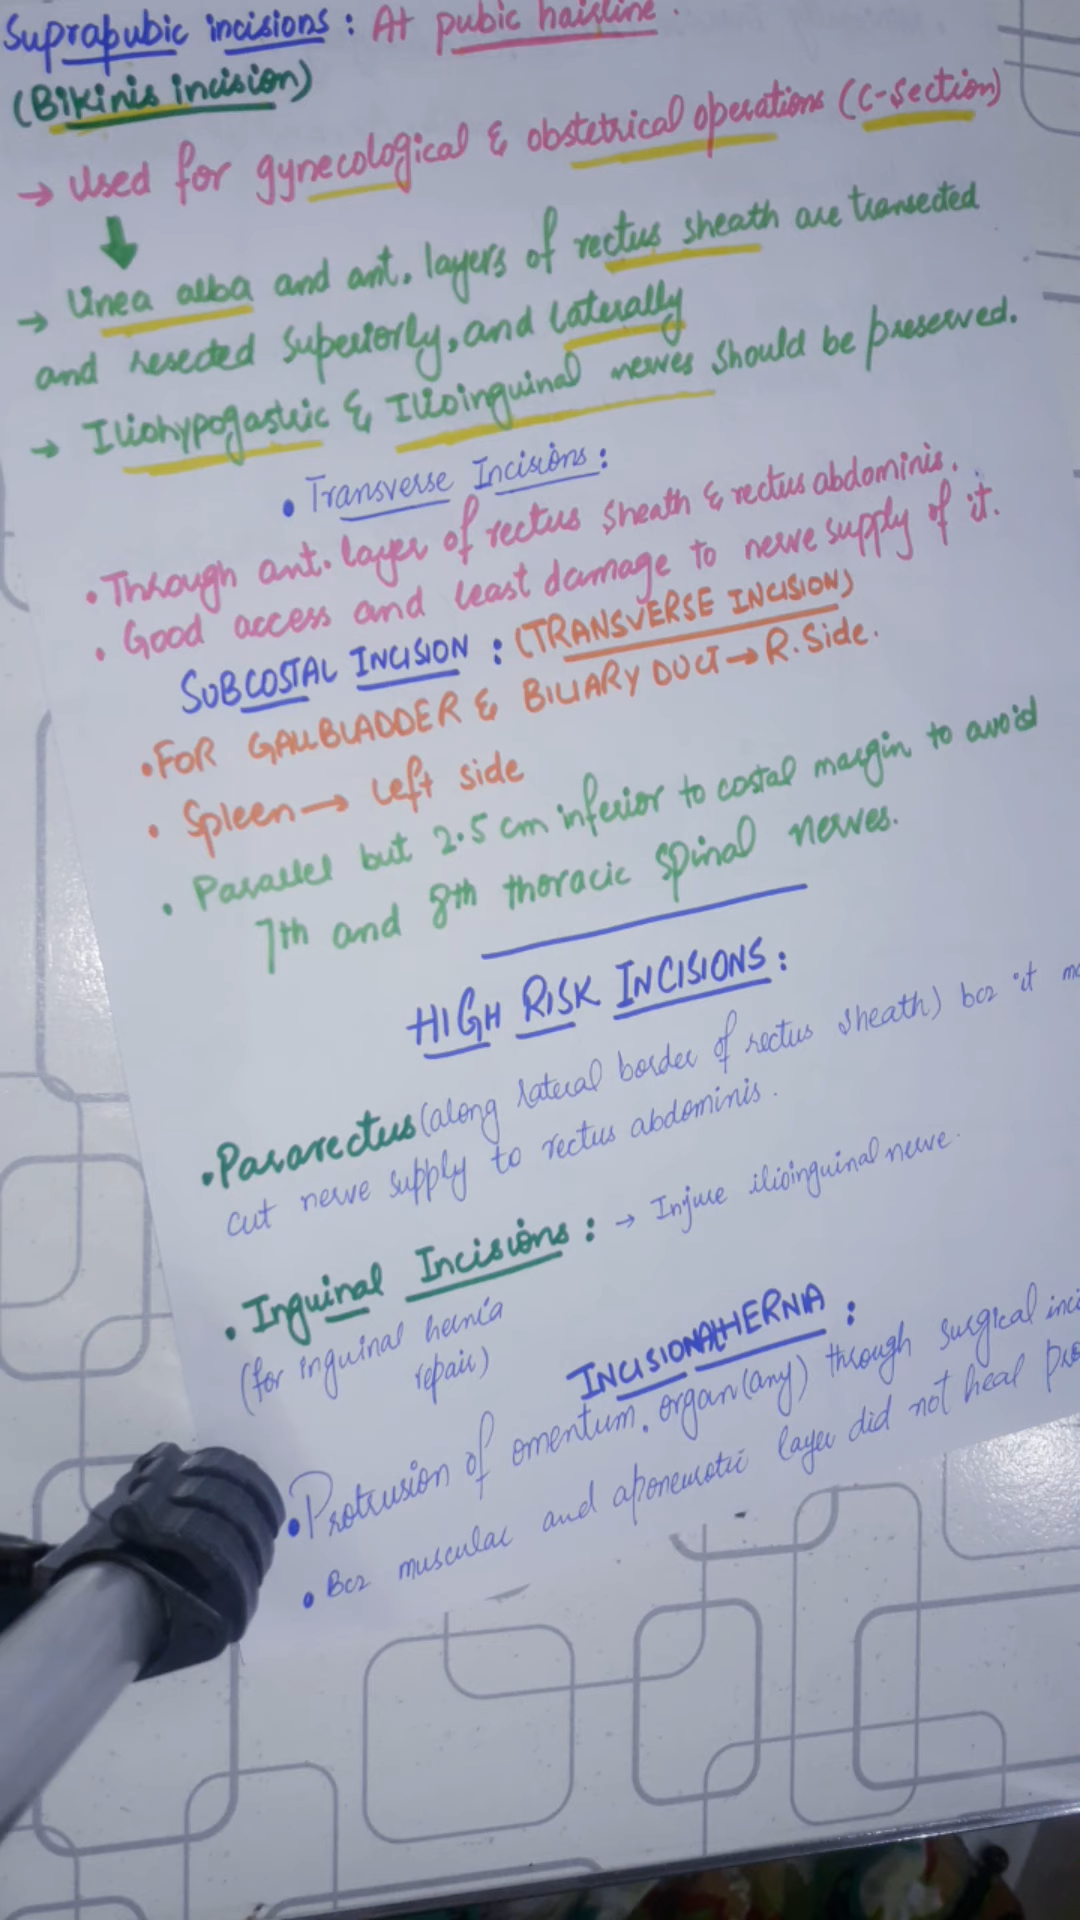 Suprapubic incisions : At pubic hairline.
(Bikinis incision)
→ Used for gynecological & obstetrical operations (C-section)
→ Linea alba and ant. layers of rectus sheath are transected
and resected superiorly, and laterally
→ Iliohypogastric & Ilioinguinal nerves should be preserved.
• Transverse Incisions :
• Through ant. layer of rectus sheath & rectus abdominis.
• Good access and least damage to nerve supply of it.
SUBCOSTAL INCISION : (TRANSVERSE INCISION)
• FOR GALLBLADDER & BILIARY DUCT → R. Side.
• Spleen → Left side
• Parallel but 2.5 cm inferior to costal margin to avoid
7th and 8th thoracic spinal nerves.
HIGH RISK INCISIONS :
• Pararectus (along lateral border of rectus sheath) bcz it
cut nerve supply to rectus abdominis.
• Inguinal Incisions : → Injure ilioinguinal nerve.
(for inguinal hernia
repair)
INCISIONAL HERNIA :
• Protrusion of omentum, organ (any) through surgical
• Bcz muscular and aponeurotic layer did not heal